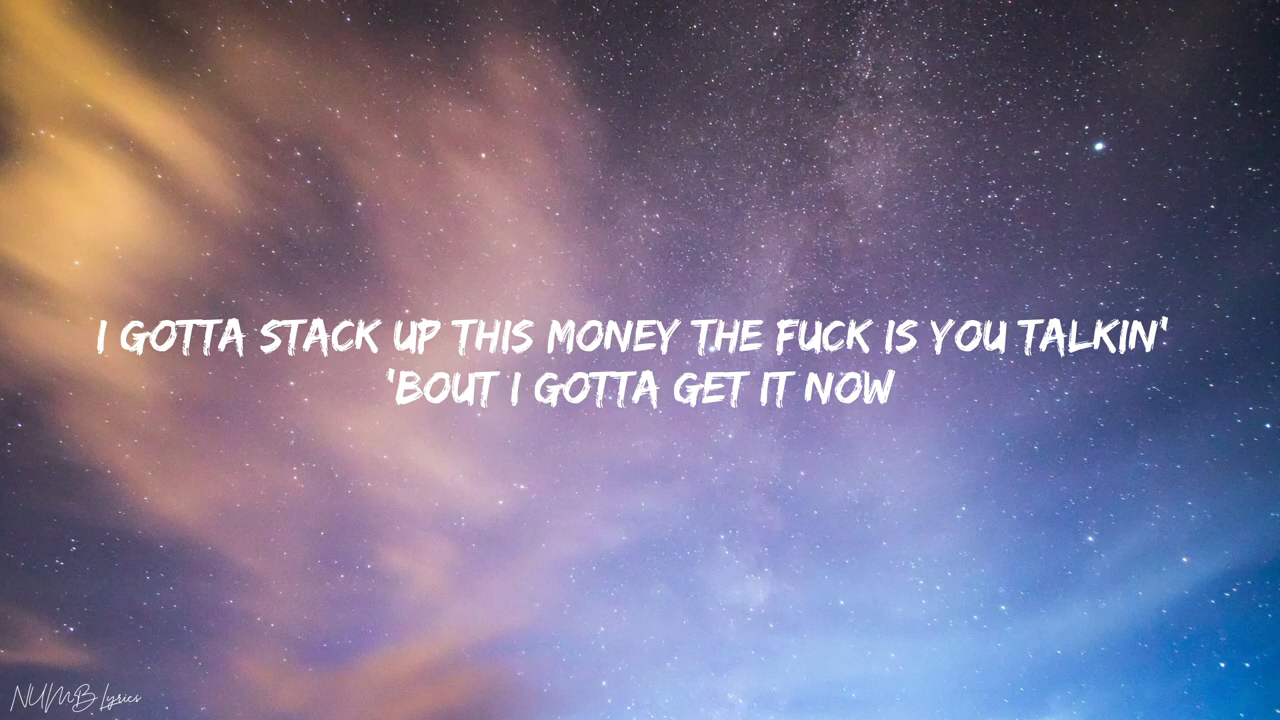 I GOTTA STACK UP THIS MONEY THE FUCK IS YOU TALKIN'
'BOUT I GOTTA GET IT NOW
NUMB Lyrics